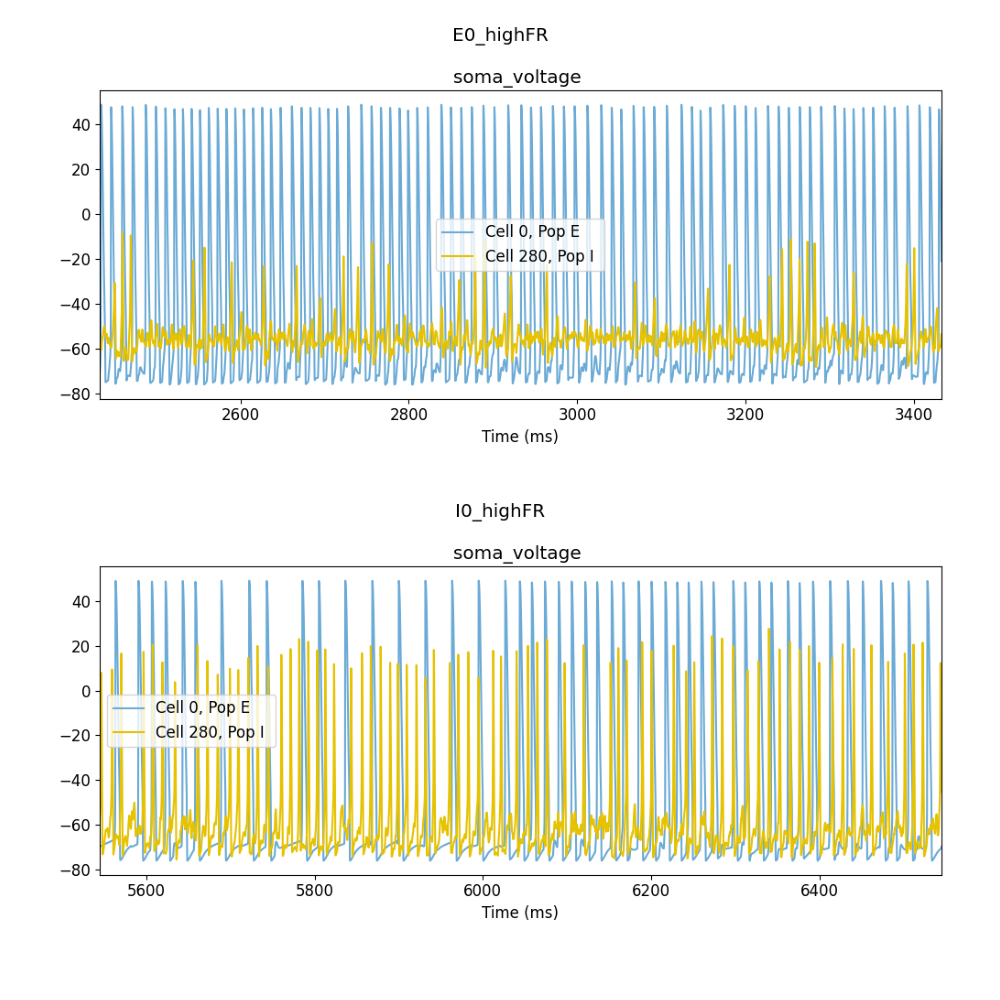 E0_highFR
soma_voltage
40
20
0
−20
−40
−60
−80
Cell 0, Pop E
Cell 280, Pop I
2600 2800 3000 3200 3400
Time (ms)
I0_highFR
soma_voltage
40
20
0
−20
−40
−60
−80
Cell 0, Pop E
Cell 280, Pop I
5600 5800 6000 6200 6400
Time (ms)